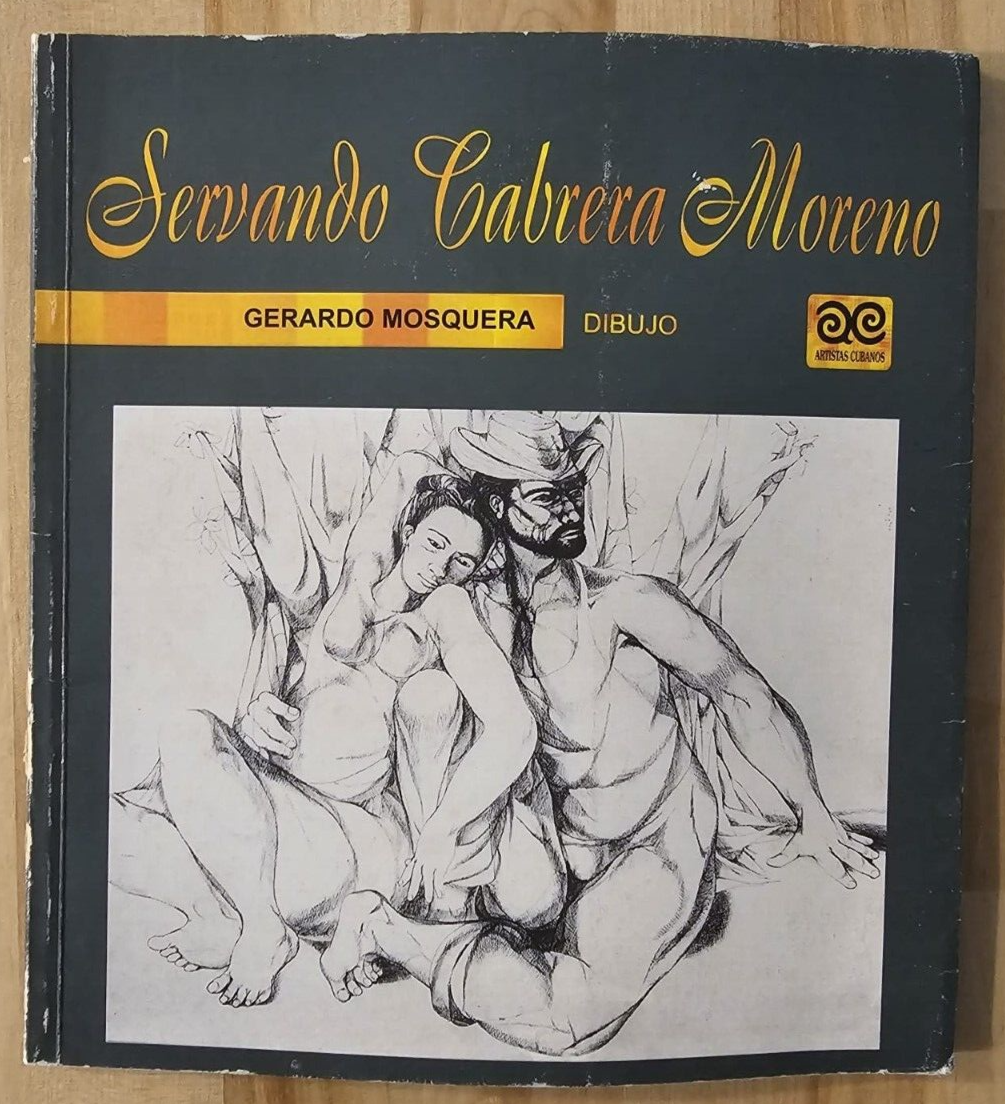 Servando Cabrera Moreno
GERARDO MOSQUERA DIBUJO
ARTISTAS CUBANOS